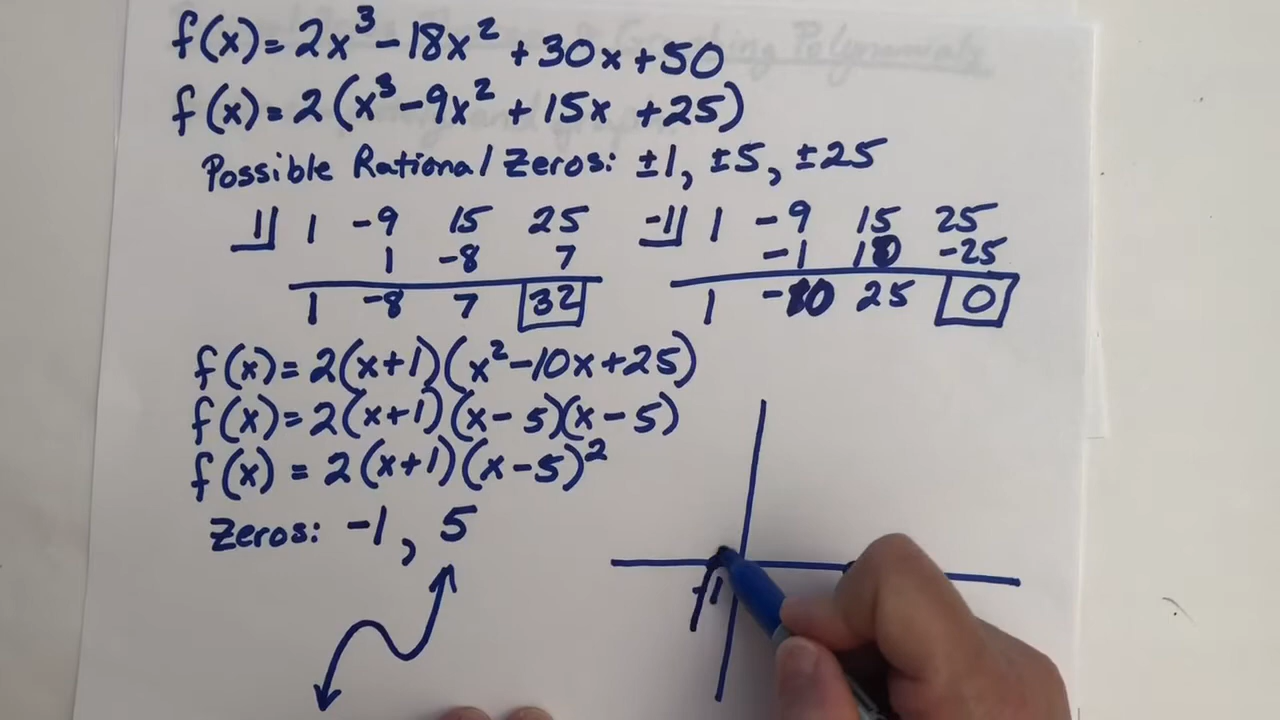 f(x)=2x³-18x²+30x+50
f(x)=2(x³-9x²+15x+25)
Possible Rational Zeros: ±1, ±5, ±25
1| 1 -9 15 25
1 -8 7
1 -8 7 32
-1| 1 -9 15 25
-1 10 -25
1 -10 25 0
f(x)=2(x+1)(x²-10x+25)
f(x)=2(x+1)(x-5)(x-5)
f(x)=2(x+1)(x-5)²
Zeros: -1, 5
-1